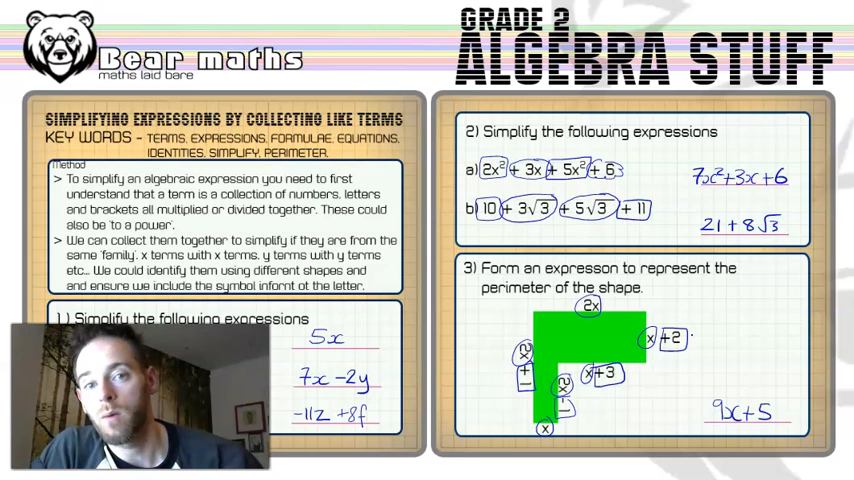 Bear maths
maths laid bare
GRADE 2
ALGEBRA STUFF
SIMPLIFYING EXPRESSIONS BY COLLECTING LIKE TERMS
KEY WORDS - TERMS, EXPRESSIONS, FORMULAE, EQUATIONS,
IDENTITIES, SIMPLIFY, PERIMETER.
Method
> To simplify an algebraic expression you need to first
understand that a term is a collection of numbers, letters
and brackets all multiplied or divided together. These could
also be 'to a power'.
> We can collect them together to simplify if they are from the
same 'family'. x terms with x terms, y terms with y terms
etc... We could identify them using different shapes and
and ensure we include the symbol infornt ot the letter.
1.) Simplify the following expressions
5x
7x -2y
-11z +8f
2) Simplify the following expressions
a) 2x² + 3x + 5x² + 6
7x²+3x+6
b) 10 + 3√3 + 5√3 + 11
21 + 8√3
3) Form an expresson to represent the
perimeter of the shape.
2x
x +2
2x +1
x+3
2x -1
x
9x+5